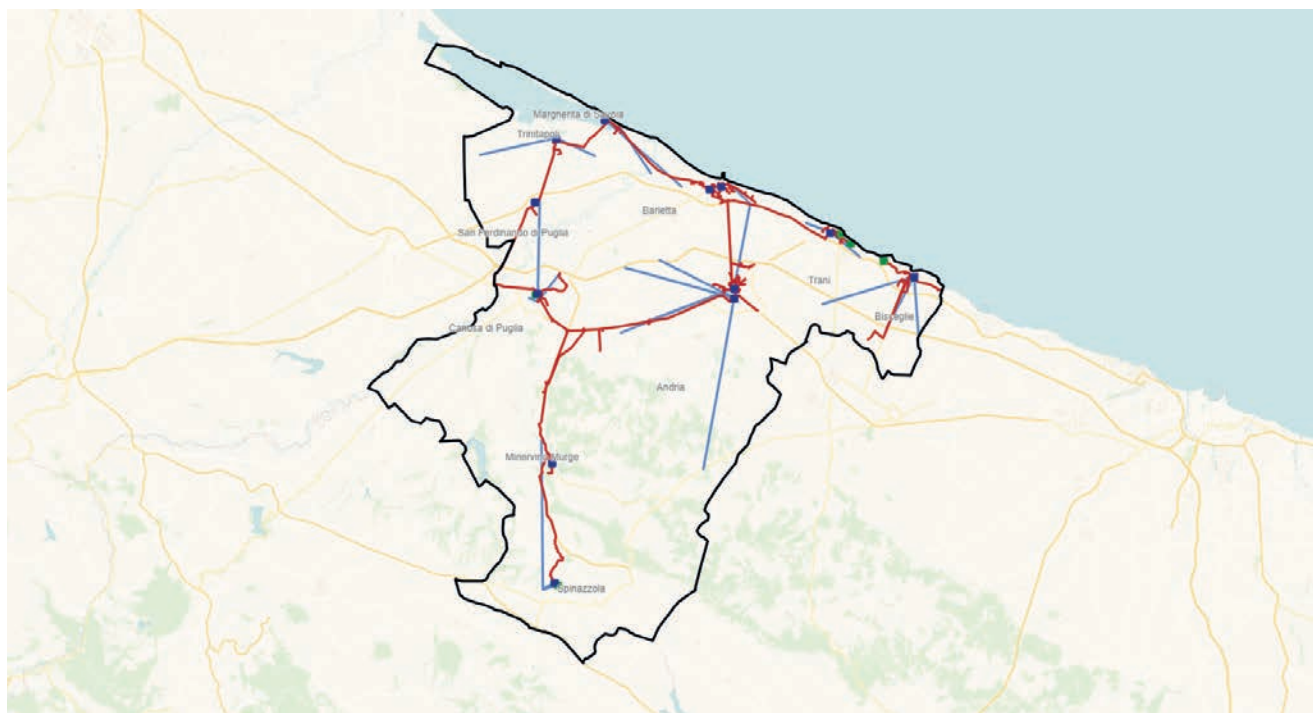 Margherita di Savoia
Trinitapoli
Barletta
San Ferdinando di Puglia
Trani
Bisceglie
Canosa di Puglia
Andria
Minervino Murge
Spinazzola